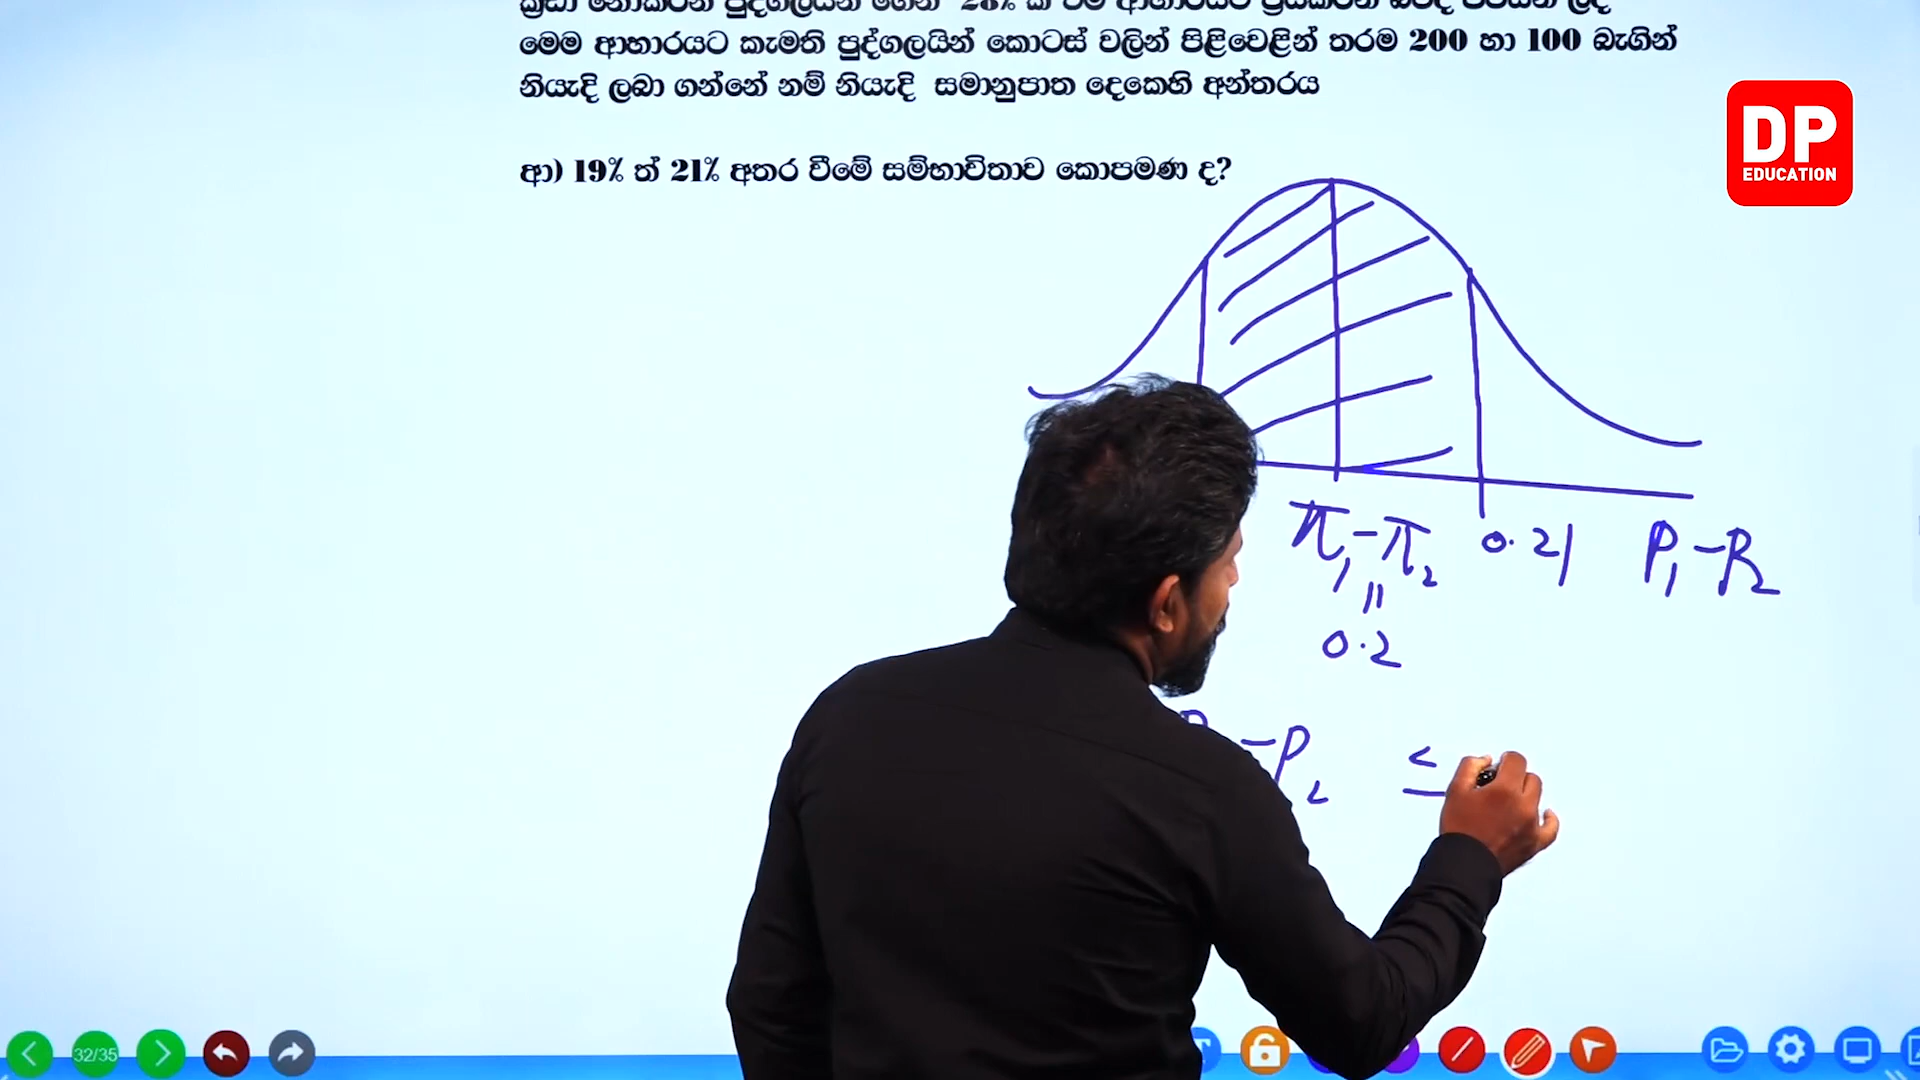 මෙම ආහාරයට කැමති පුද්ගලයින් කොටස් වලින් පිළිවෙළින් තරම 200 හා 100 බැගින්
නියැදි ලබා ගන්නේ නම් නියැදි සමානුපාත දෙකෙහි අන්තරය
DP
EDUCATION
ආ) 19% ත් 21% අතර වීමේ සම්භාවිතාව කොපමණ ද?
π₁-π₂ 0.21 P₁-P₂
=
0.2
-P₂ ≤
32/35